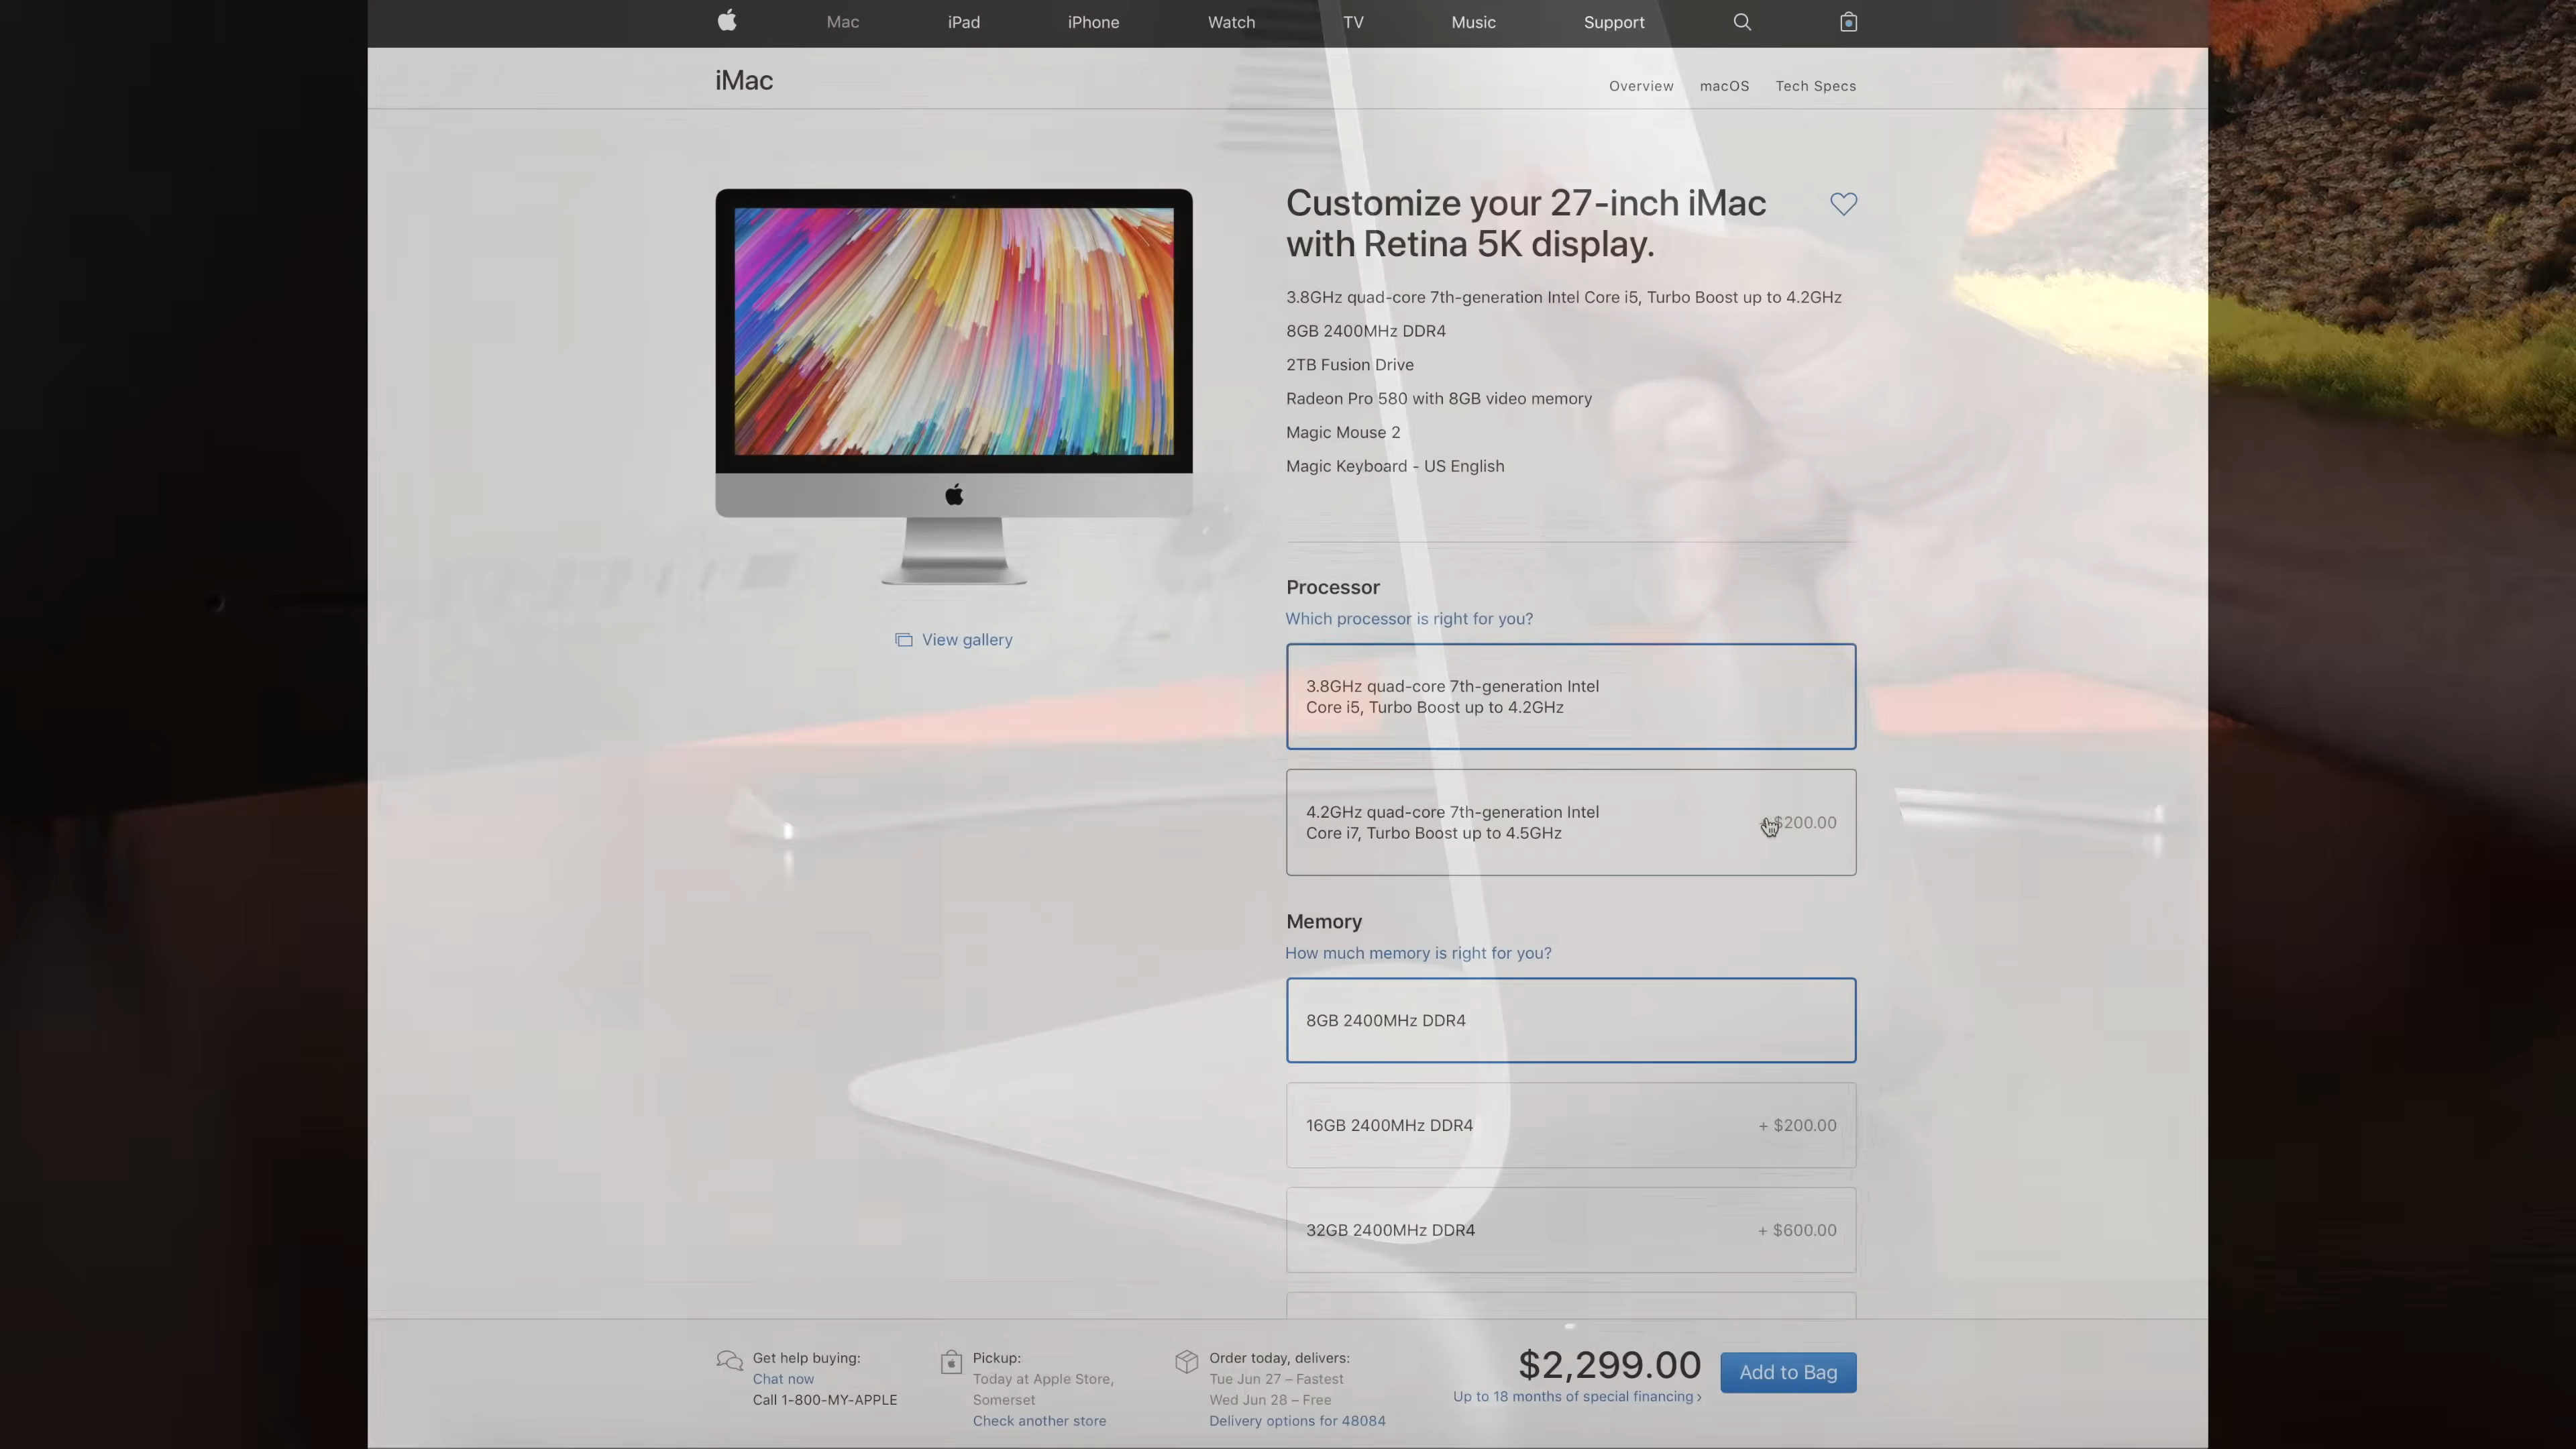 Mac
iPad
iPhone
Watch
TV
Music
Support
iMac
Overview
macOS
Tech Specs
Customize your 27-inch iMac
with Retina 5K display.
3.8GHz quad-core 7th-generation Intel Core i5, Turbo Boost up to 4.2GHz
8GB 2400MHz DDR4
2TB Fusion Drive
Radeon Pro 580 with 8GB video memory
Magic Mouse 2
Magic Keyboard - US English
View gallery
Processor
Which processor is right for you?
3.8GHz quad-core 7th-generation Intel
Core i5, Turbo Boost up to 4.2GHz
4.2GHz quad-core 7th-generation Intel
Core i7, Turbo Boost up to 4.5GHz
$200.00
Memory
How much memory is right for you?
8GB 2400MHz DDR4
16GB 2400MHz DDR4
+ $200.00
32GB 2400MHz DDR4
+ $600.00
Get help buying:
Chat now
Call 1-800-MY-APPLE
Pickup:
Today at Apple Store,
Somerset
Check another store
Order today, delivers:
Tue Jun 27 – Fastest
Wed Jun 28 – Free
Delivery options for 48084
$2,299.00
Up to 18 months of special financing ›
Add to Bag